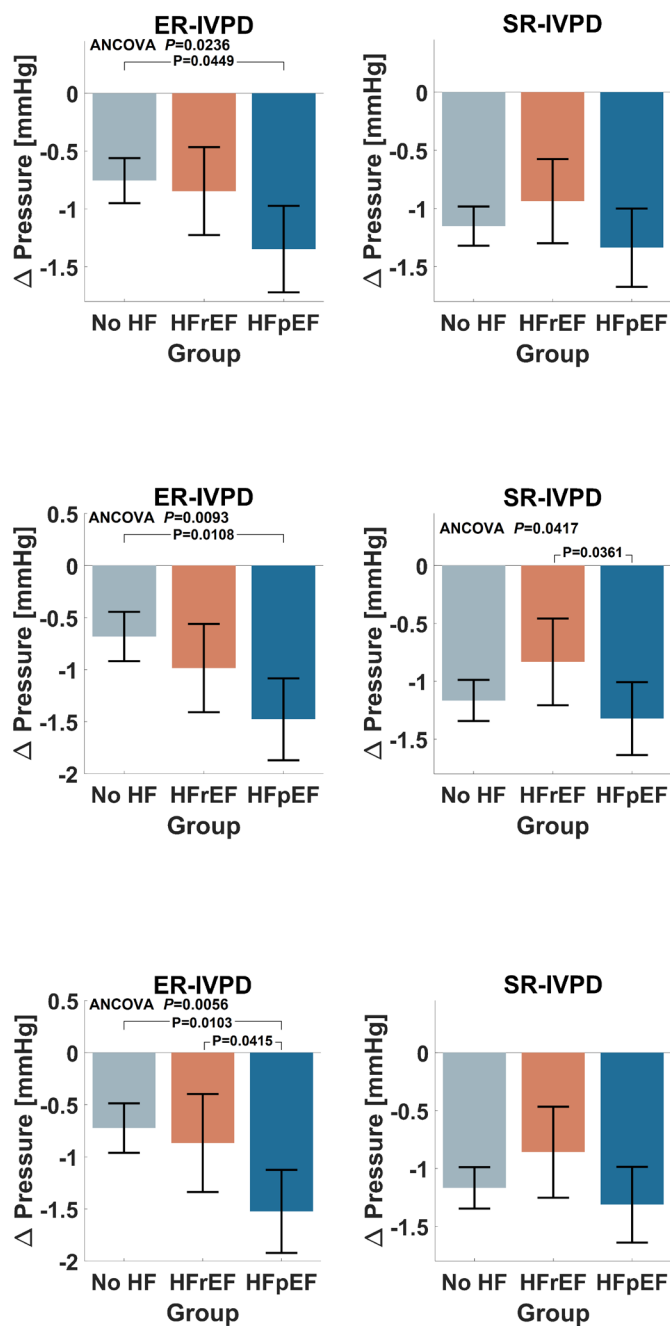 ER-IVPD
ANCOVA P=0.0236
P=0.0449
0
-0.5
-1
-1.5
Δ Pressure [mmHg]
No HF HFrEF HFpEF
Group
SR-IVPD
0
-0.5
-1
-1.5
Δ Pressure [mmHg]
No HF HFrEF HFpEF
Group
ER-IVPD
ANCOVA P=0.0093
P=0.0108
0.5
0
-0.5
-1
-1.5
-2
Δ Pressure [mmHg]
No HF HFrEF HFpEF
Group
SR-IVPD
ANCOVA P=0.0417
P=0.0361
0
-0.5
-1
-1.5
Δ Pressure [mmHg]
No HF HFrEF HFpEF
Group
ER-IVPD
ANCOVA P=0.0056
P=0.0103
P=0.0415
0.5
0
-0.5
-1
-1.5
-2
Δ Pressure [mmHg]
No HF HFrEF HFpEF
Group
SR-IVPD
0
-0.5
-1
-1.5
Δ Pressure [mmHg]
No HF HFrEF HFpEF
Group